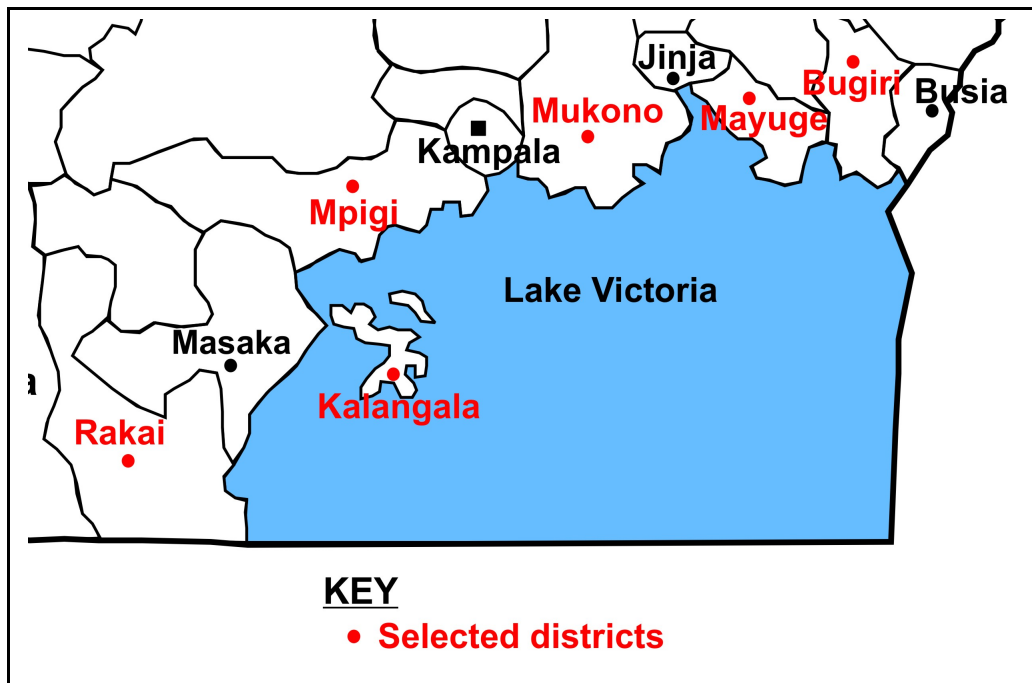 Jinja
Bugiri
Busia
Mukono
Mayuge
Kampala
Mpigi
Lake Victoria
Masaka
a
Kalangala
Rakai
KEY
Selected districts